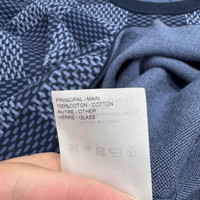 PRINCIPAL - MAIN
100%COTON - COTTON
AUTRE - OTHER
VERRE - GLASS